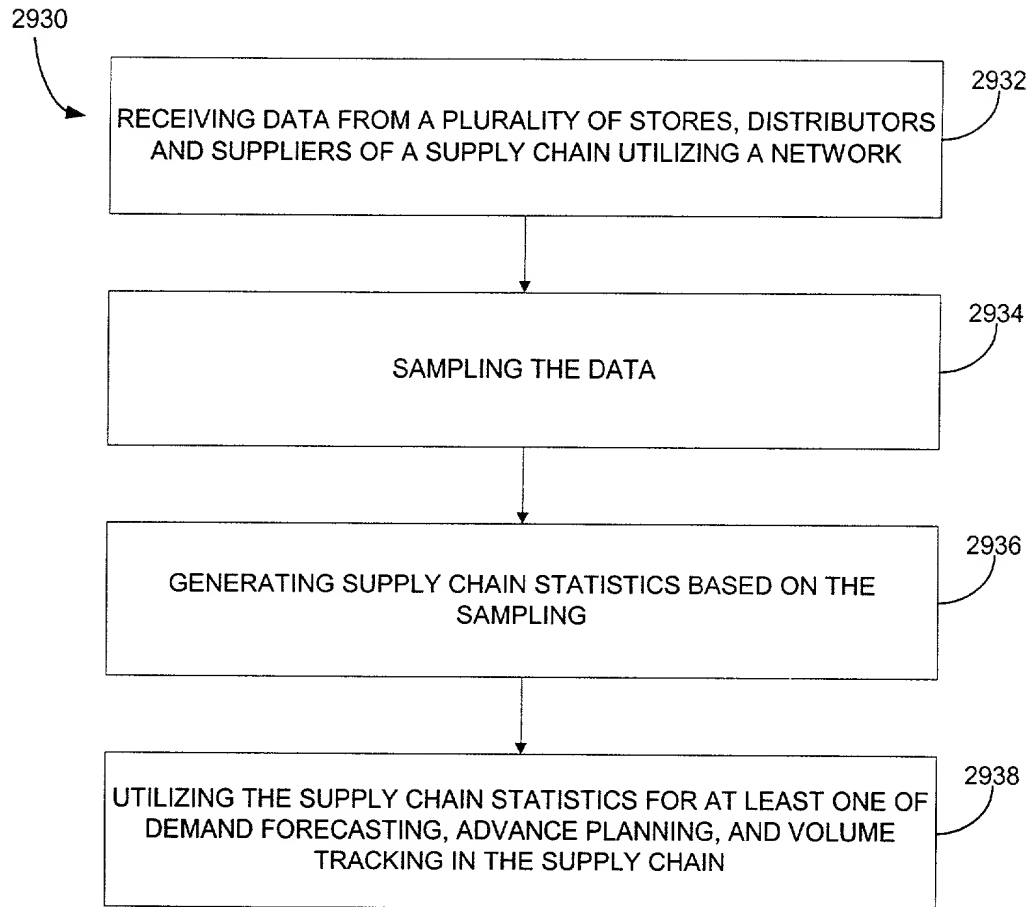 2930
2932
RECEIVING DATA FROM A PLURALITY OF STORES, DISTRIBUTORS
AND SUPPLIERS OF A SUPPLY CHAIN UTILIZING A NETWORK
2934
SAMPLING THE DATA
2936
GENERATING SUPPLY CHAIN STATISTICS BASED ON THE
SAMPLING
2938
UTILIZING THE SUPPLY CHAIN STATISTICS FOR AT LEAST ONE OF
DEMAND FORECASTING, ADVANCE PLANNING, AND VOLUME
TRACKING IN THE SUPPLY CHAIN